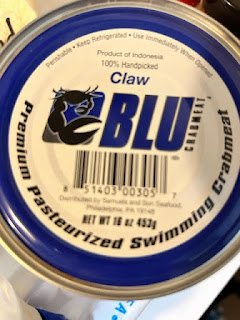 Perishable • Keep Refrigerated • Use Immediately When Opened
Product of Indonesia
100% Handpicked
Claw
BLU
CRABMEAT
8 51403 00305 7
Distributed by Samuels and Son Seafood,
Philadelphia, PA 19148
NET WT 16 oz 453g
Premium Pasteurized Swimming Crabmeat